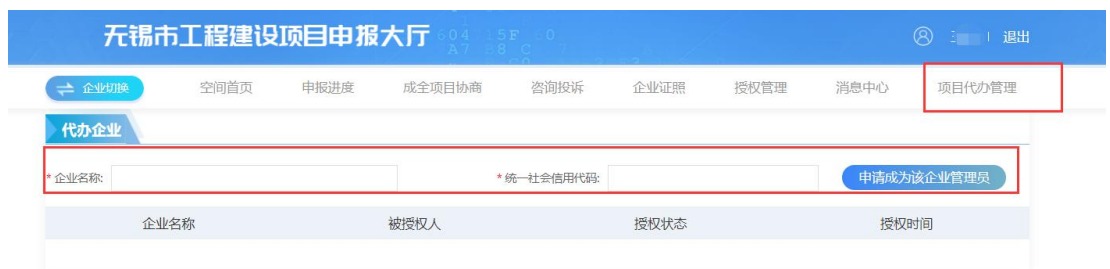 无锡市工程建设项目申报大厅
退出
企业切换 空间首页 申报进度 成全项目协商 咨询投诉 企业证照 授权管理 消息中心 项目代办管理
代办企业
*企业名称: *统一社会信用代码: 申请成为该企业管理员
企业名称 被授权人 授权状态 授权时间